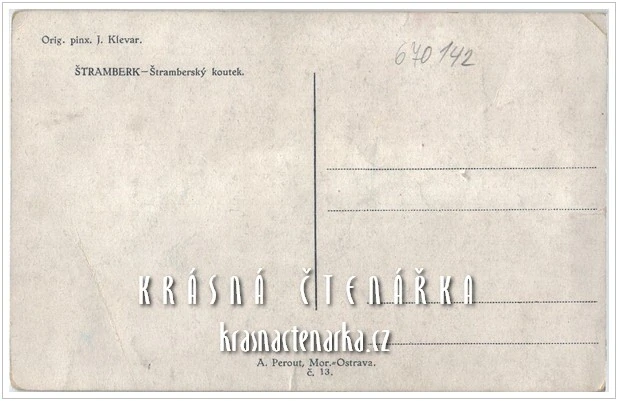 Orig. pinx. J. Klevar.
670142
ŠTRAMBERK—Štramberský koutek.
KRÁSNÁ ČTENÁŘKA
krasnactenarka.cz
A. Perout, Mor.-Ostrava.
č. 13.